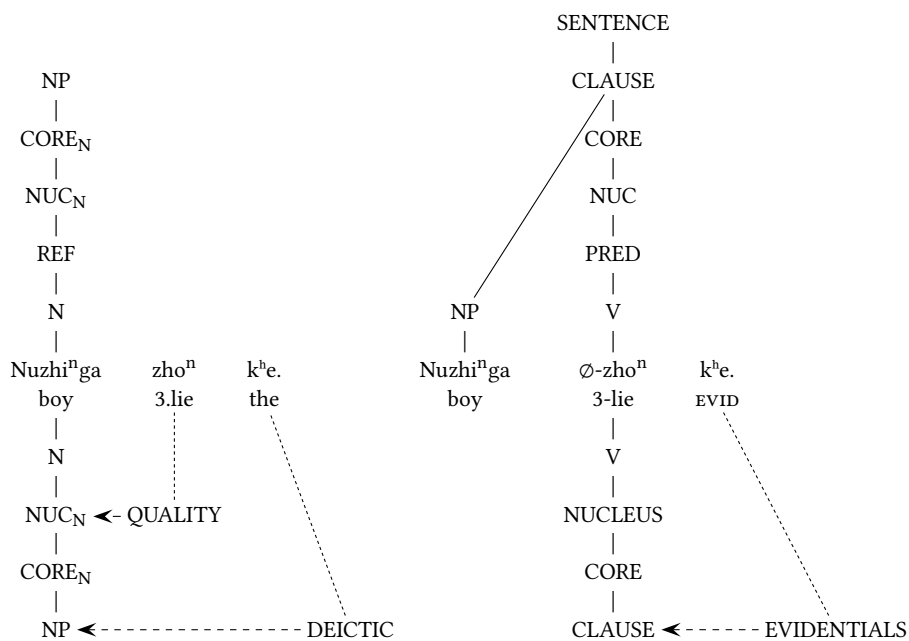 SENTENCE
NP CLAUSE
CORE_N CORE
NUC_N NUC
REF PRED
N NP V
Nuzhiⁿga zhoⁿ kʰe. Nuzhiⁿga ∅-zhoⁿ kʰe.
boy 3.lie the boy 3-lie EVID
N V
NUC_N QUALITY NUCLEUS
CORE_N CORE
NP DEICTIC CLAUSE EVIDENTIALS